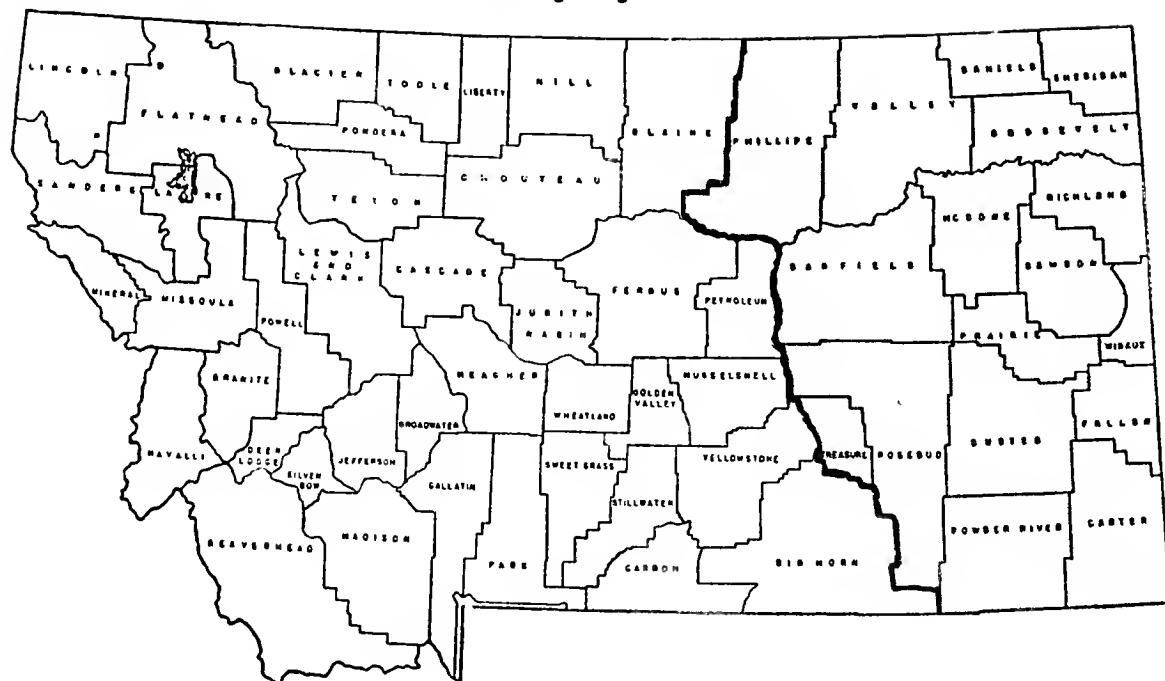 LINCOLN
FLATHEAD
GLACIER
TOOLE
LIBERTY
HILL
BLAINE
PHILLIPS
VALLEY
DANIELS
SHERIDAN
ROOSEVELT
PONDERA
CHOUTEAU
TETON
SANDERS
LAKE
MCCONE
RICHLAND
LEWIS
AND
CLARK
CASCADE
FERGUS
PETROLEUM
GARFIELD
DAWSON
MINERAL
MISSOULA
POWELL
JUDITH
BASIN
PRAIRIE
WIBAUX
GRANITE
MEAGHER
WHEATLAND
GOLDEN
VALLEY
MUSSELSHELL
BROADWATER
CUSTER
FALLON
RAVALLI
DEER
LODGE
SILVER
BOW
JEFFERSON
GALLATIN
SWEET GRASS
STILLWATER
YELLOWSTONE
TREASURE
ROSEBUD
BEAVERHEAD
MADISON
PARK
CARBON
BIG HORN
POWDER RIVER
CARTER